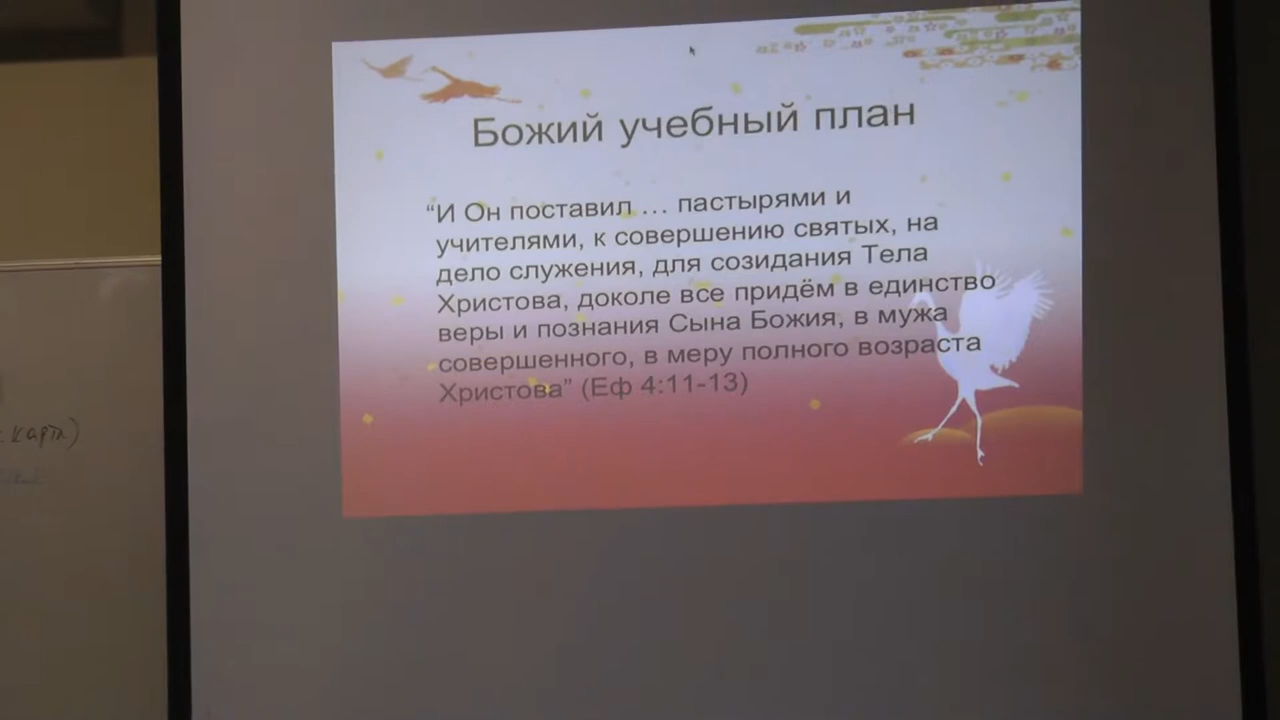 Божий учебный план
“И Он поставил … пастырями и
учителями, к совершению святых, на
дело служения, для созидания Тела
Христова, доколе все придём в единство
веры и познания Сына Божия, в мужа
совершенного, в меру полного возраста
Христова” (Еф 4:11-13)
карта)